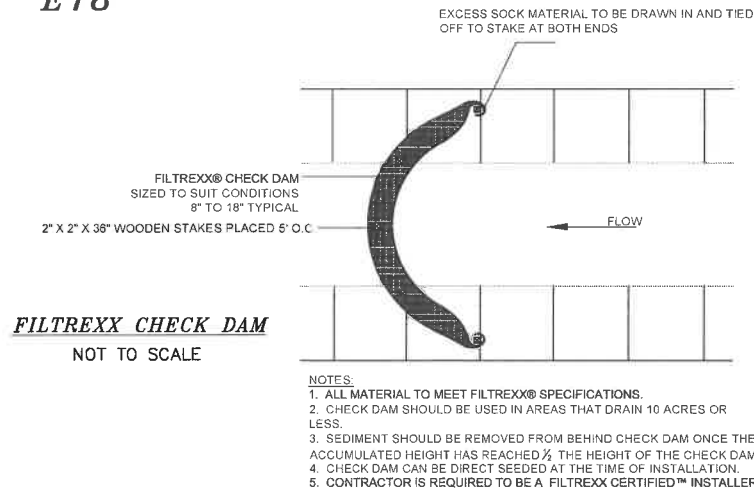 E18
EXCESS SOCK MATERIAL TO BE DRAWN IN AND TIED
OFF TO STAKE AT BOTH ENDS
FILTREXX® CHECK DAM
SIZED TO SUIT CONDITIONS
8" TO 18" TYPICAL
2" X 2" X 36" WOODEN STAKES PLACED 5' O.C
FLOW
FILTREXX CHECK DAM
NOT TO SCALE
NOTES:
1. ALL MATERIAL TO MEET FILTREXX® SPECIFICATIONS.
2. CHECK DAM SHOULD BE USED IN AREAS THAT DRAIN 10 ACRES OR
LESS.
3. SEDIMENT SHOULD BE REMOVED FROM BEHIND CHECK DAM ONCE THE
ACCUMULATED HEIGHT HAS REACHED ½ THE HEIGHT OF THE CHECK DAM
4. CHECK DAM CAN BE DIRECT SEEDED AT THE TIME OF INSTALLATION.
5. CONTRACTOR IS REQUIRED TO BE A FILTREXX CERTIFIED™ INSTALLER